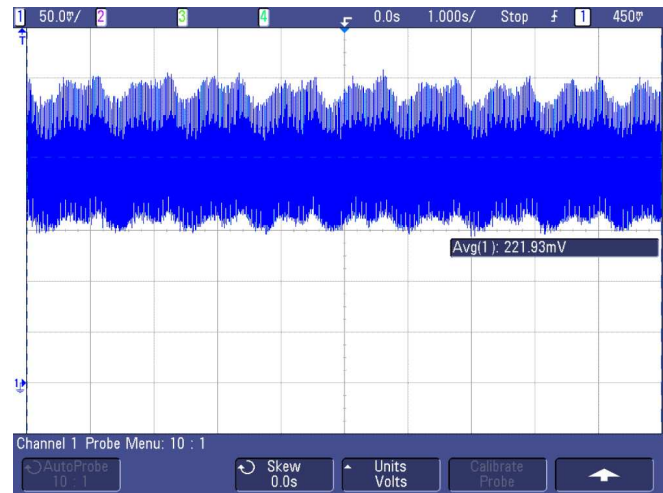 1 50.0V/ 2 3 4 0.0s 1.000s/ Stop 1 450V
T
Avg(1): 221.93mV
1
Channel 1 Probe Menu: 10 : 1
AutoProbe Skew Units Calibrate
10 : 1 0.0s Volts Probe